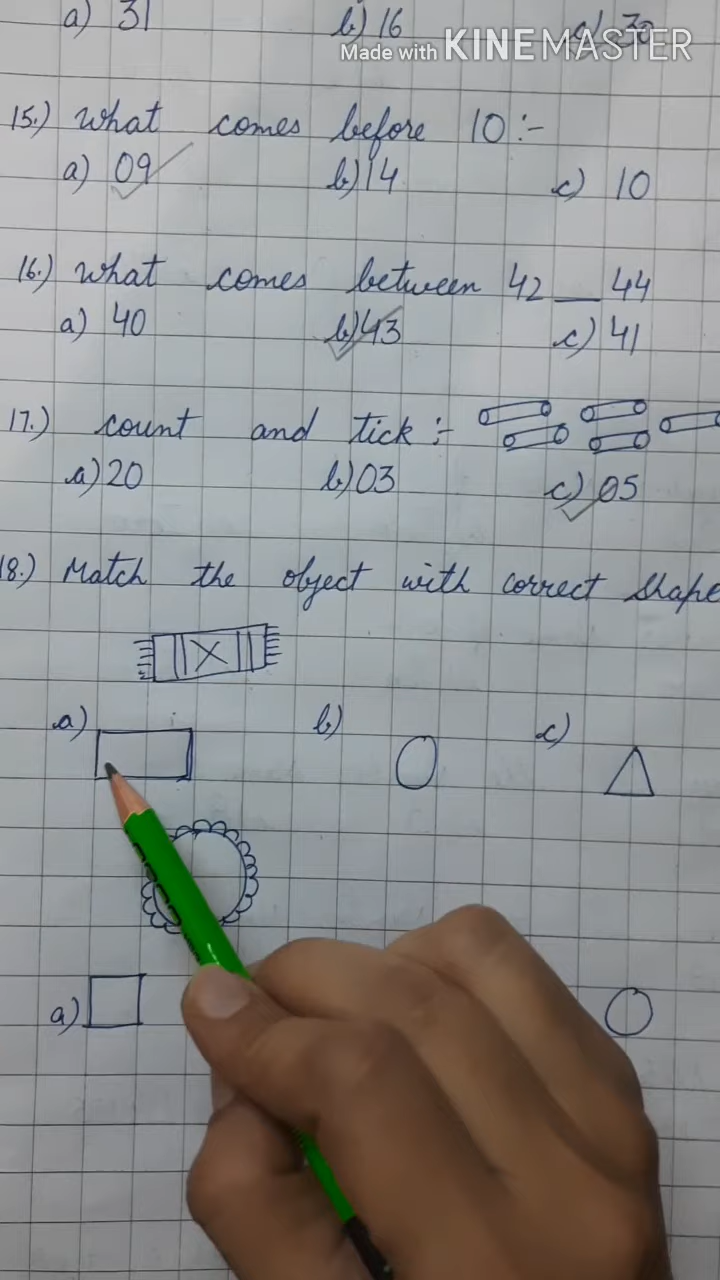 a) 31 b) 16 c) 30
Made with KINEMASTER
15.) What comes before 10 :-
a) 09 b) 14 c) 10
16.) What comes between 42 __ 44
a) 40 b) 43 c) 41
17.) count and tick :-
a) 20 b) 03 c) 05
18.) Match the object with correct shape
a) b) c)
a)